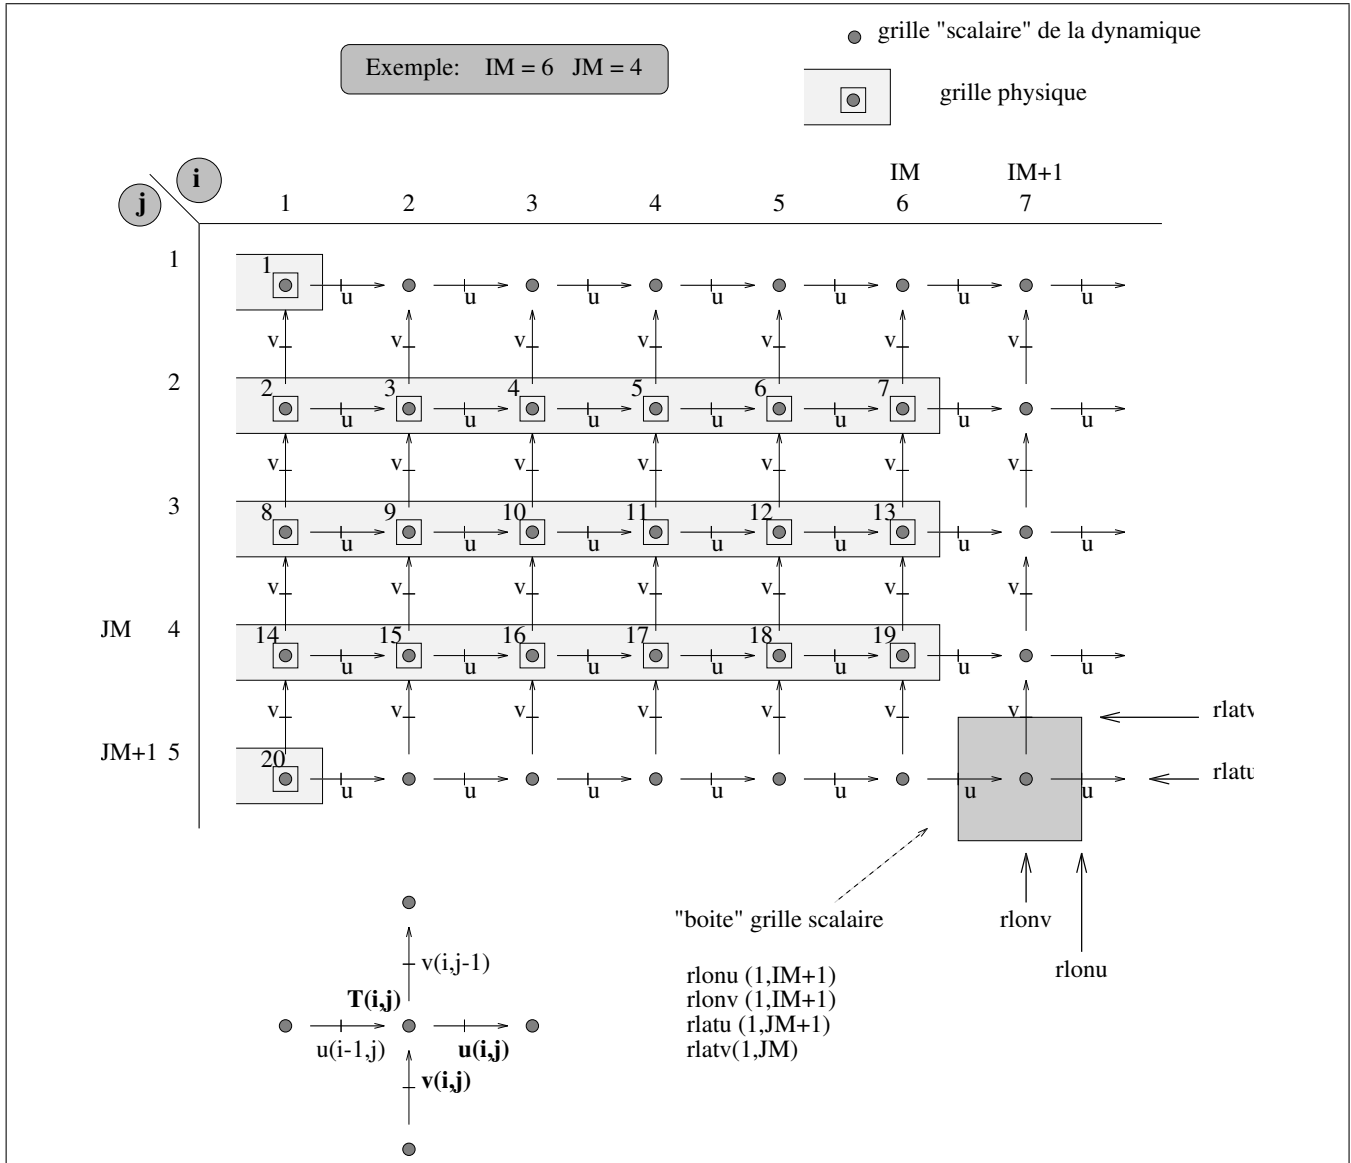 grille "scalaire" de la dynamique
Exemple: IM = 6 JM = 4
grille physique
i
j
IM IM+1
1 2 3 4 5 6 7
1
1
u u u u u u u
v v v v v v v
2
2 3 4 5 6 7
u u u u u u u
v v v v v v v
3
8 9 10 11 12 13
u u u u u u u
v v v v v v v
JM 4
14 15 16 17 18 19
u u u u u u u
v v v v v v v
rlatv
JM+1 5
20
rlatu
u u u u u u u
"boite" grille scalaire
rlonv
v(i,j-1)
rlonu
rlonu (1,IM+1)
T(i,j)
rlonv (1,IM+1)
rlatu (1,JM+1)
u(i-1,j) u(i,j)
rlatv(1,JM)
v(i,j)